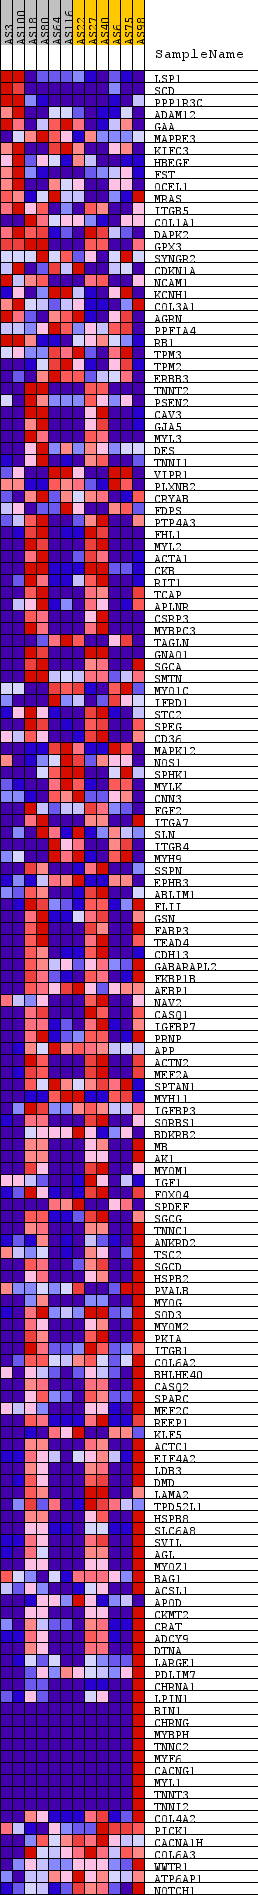 AS3 AS100 AS18 AS80 AS64 AS116 AS22 AS27 AS40 AS6 AS75 AS98
SampleName
LSP1
SCD
PPP1R3C
ADAM12
GAA
MAPRE3
KIFC3
HBEGF
FST
OCEL1
MRAS
ITGB5
COL1A1
DAPK2
GPX3
SYNGR2
CDKN1A
NCAM1
KCNH1
COL3A1
AGRN
PPFIA4
RB1
TPM3
TPM2
ERBB3
TNNT2
PSEN2
CAV3
GJA5
MYL3
DES
TNNI1
VIPR1
PLXNB2
CRYAB
FDPS
PTP4A3
FHL1
MYL2
ACTA1
CKB
RIT1
TCAP
APLNR
CSRP3
MYBPC3
TAGLN
GNAO1
SGCA
SMTN
MYO1C
IFRD1
STC2
SPEG
CD36
MAPK12
NOS1
SPHK1
MYLK
CNN3
FGF2
ITGA7
SLN
ITGB4
MYH9
SSPN
EPHB3
ABLIM1
FLII
GSN
FABP3
TEAD4
CDH13
GABARAPL2
FKBP1B
AEBP1
NAV2
CASQ1
IGFBP7
PRNP
APP
ACTN2
MEF2A
SPTAN1
MYH11
IGFBP3
SORBS1
BDKRB2
MB
AK1
MYOM1
IGF1
FOXO4
SPDEF
SGCG
TNNC1
ANKRD2
TSC2
SGCD
HSPB2
PVALB
MYOG
SOD3
MYOM2
PKIA
ITGB1
COL6A2
BHLHE40
CASQ2
SPARC
MEF2C
REEP1
KLF5
ACTC1
EIF4A2
LDB3
DMD
LAMA2
TPD52L1
HSPB8
SLC6A8
SVIL
AGL
MYOZ1
BAG1
ACSL1
APOD
CKMT2
CRAT
ADCY9
DTNA
LARGE1
PDLIM7
CHRNA1
LPIN1
BIN1
CHRNG
MYBPH
TNNC2
MYF6
CACNG1
MYL1
TNNT3
TNNI2
COL4A2
PICK1
CACNA1H
COL6A3
WWTR1
ATP6AP1
NOTCH1